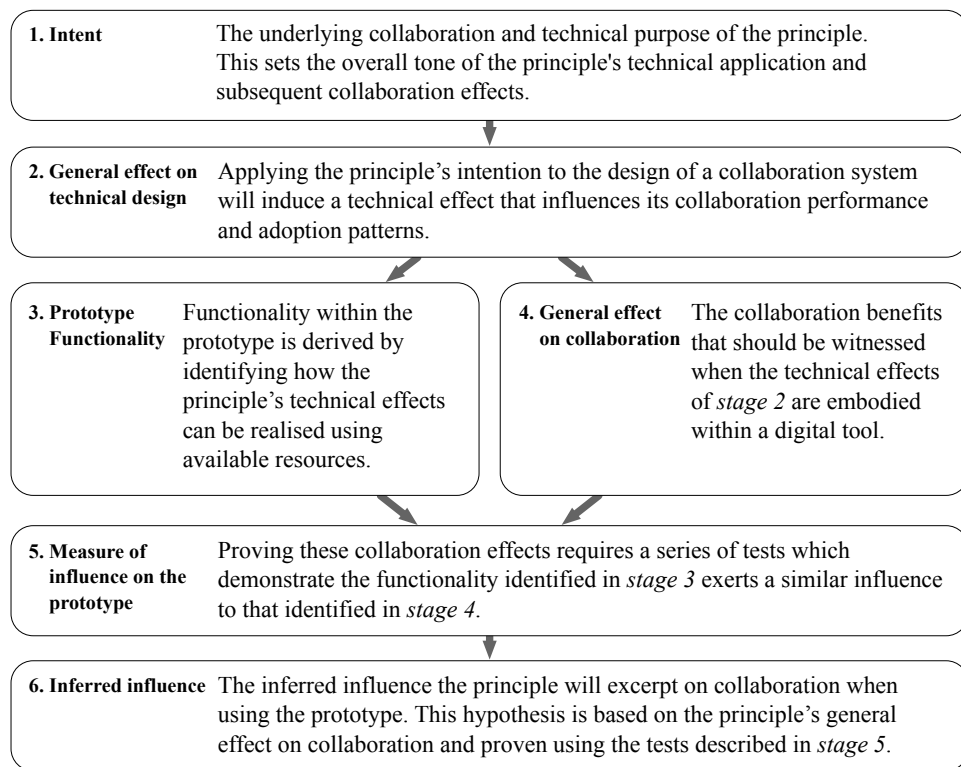 1. Intent
The underlying collaboration and technical purpose of the principle.
This sets the overall tone of the principle's technical application and
subsequent collaboration effects.
2. General effect on
technical design
Applying the principle’s intention to the design of a collaboration system
will induce a technical effect that influences its collaboration performance
and adoption patterns.
3. Prototype
Functionality
Functionality within the
prototype is derived by
identifying how the
principle’s technical effects
can be realised using
available resources.
4. General effect
on collaboration
The collaboration benefits
that should be witnessed
when the technical effects
of stage 2 are embodied
within a digital tool.
5. Measure of
influence on the
prototype
Proving these collaboration effects requires a series of tests which
demonstrate the functionality identified in stage 3 exerts a similar influence
to that identified in stage 4.
6. Inferred influence
The inferred influence the principle will excerpt on collaboration when
using the prototype. This hypothesis is based on the principle’s general
effect on collaboration and proven using the tests described in stage 5.